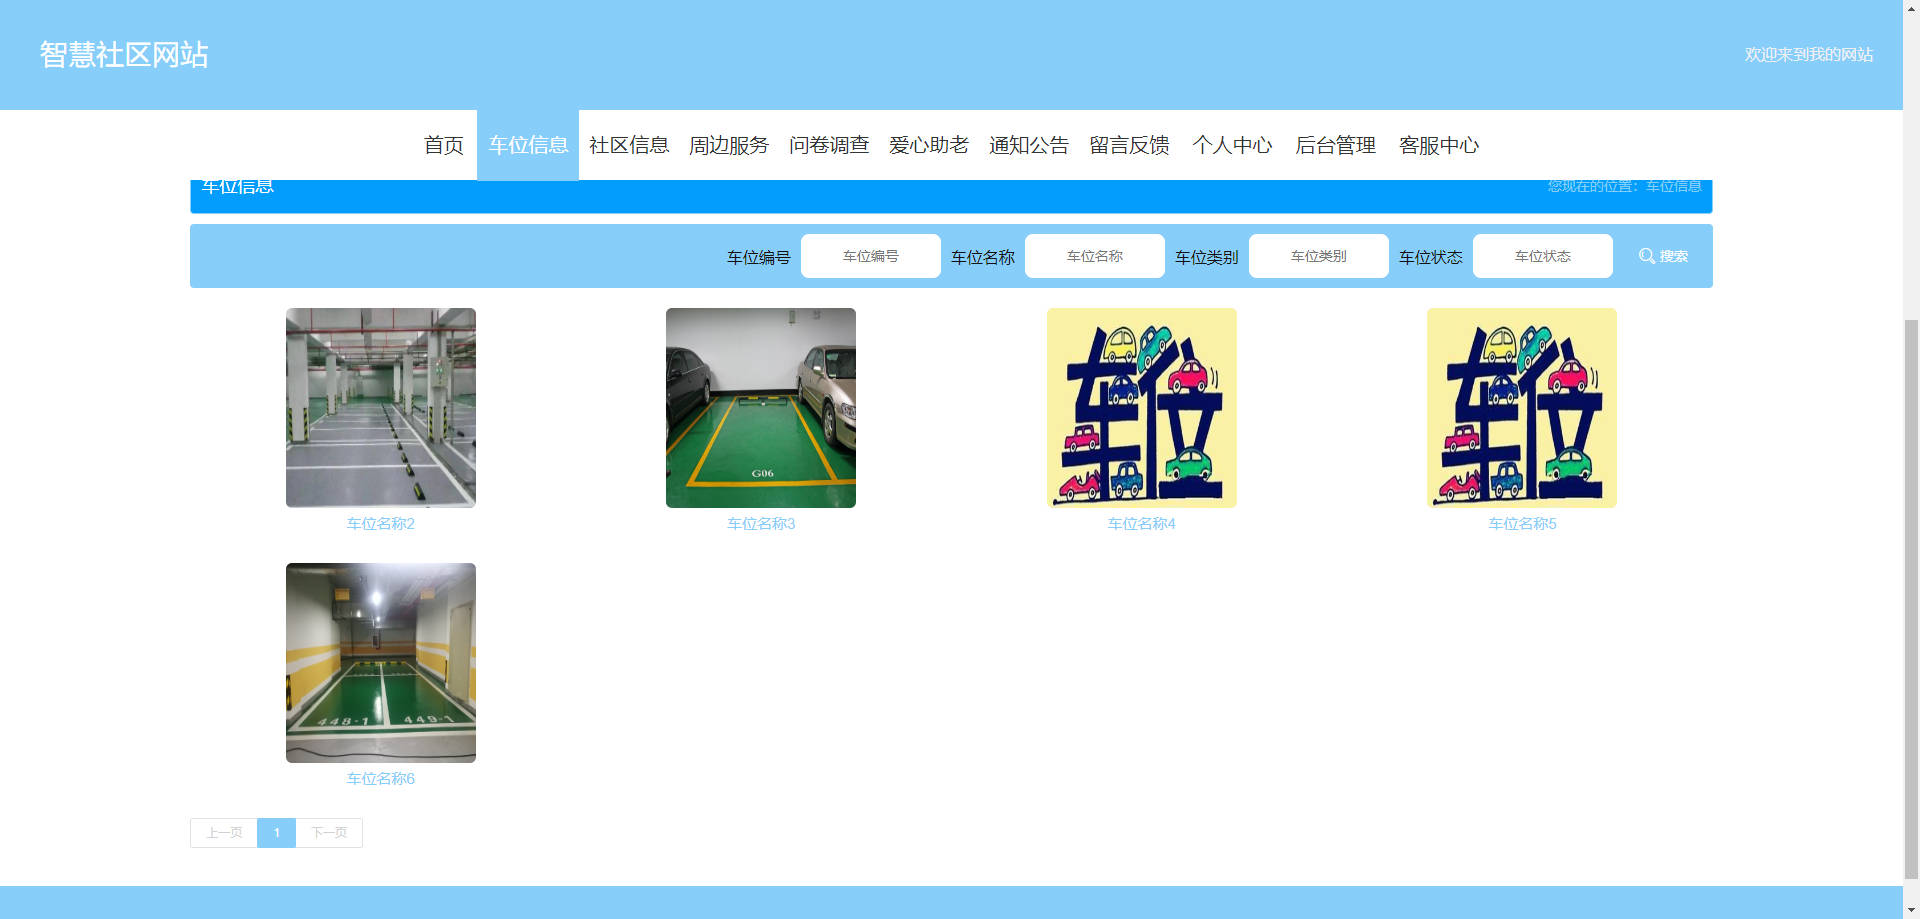 智慧社区网站
欢迎来到我的网站
首页 车位信息 社区信息 周边服务 问卷调查 爱心助老 通知公告 留言反馈 个人中心 后台管理 客服中心
车位信息 您现在的位置：车位信息
车位编号 车位编号 车位名称 车位名称 车位类别 车位类别 车位状态 车位状态 搜索
G06
车位
车位
车位名称2 车位名称3 车位名称4 车位名称5
448-1 449-1
车位名称6
上一页 1 下一页